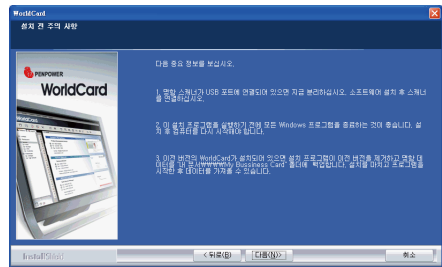 WorldCard
설치 전 주의 사항
PENPOWER
WorldCard
다음 중요 정보를 보십시오.
1. 명함 스캐너가 USB 포트에 연결되어 있으면 지금 분리하십시오. 소프트웨어 설치 후 스캐너
를 연결하십시오.
2. 이 설치 프로그램을 실행하기 전에 모든 Windows 프로그램을 종료하는 것이 좋습니다. 설
치 후 컴퓨터를 다시 시작해야 합니다.
3. 이전 버전의 WorldCard가 설치되어 있으면 설치 프로그램이 이전 버전을 제거하고 명함 데
이터를 '내 문서₩₩₩₩My Bussiness Card' 폴더에 백업합니다. 설치를 마치고 프로그램을
시작한 후 데이터를 가져올 수 있습니다.
InstallShield
< 뒤로(B)
다음(N)>
취소